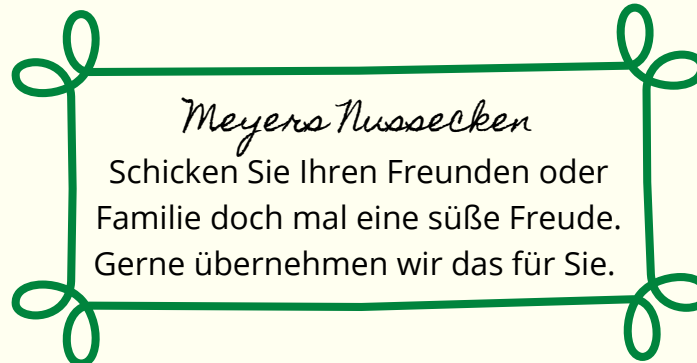 Meyers Nussecken
Schicken Sie Ihren Freunden oder
Familie doch mal eine süße Freude.
Gerne übernehmen wir das für Sie.